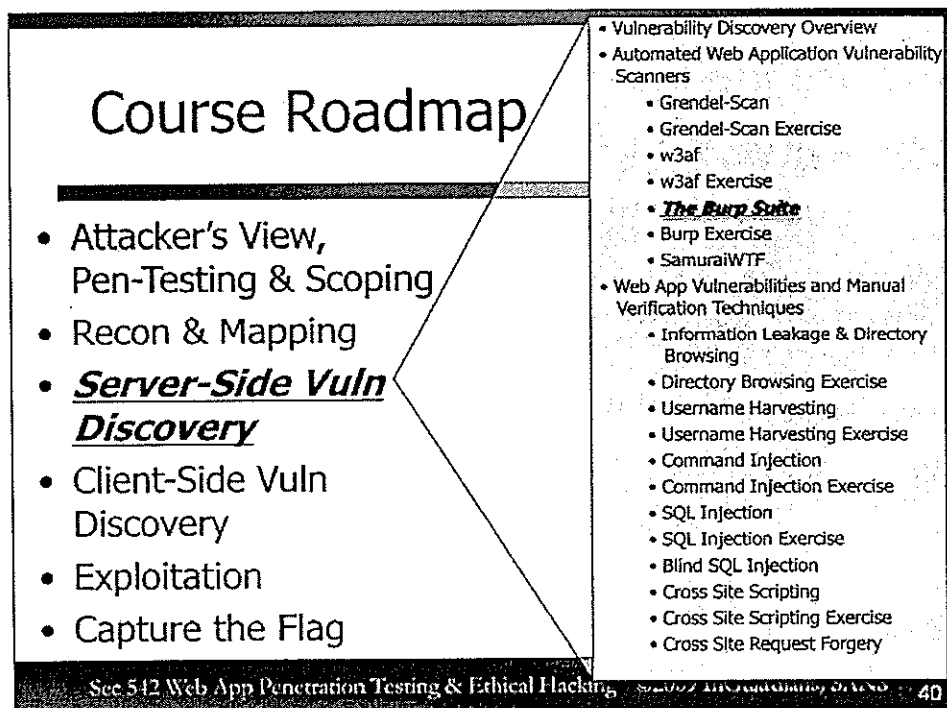 Course Roadmap
• Attacker's View,
Pen-Testing & Scoping
• Recon & Mapping
• Server-Side Vuln
Discovery
• Client-Side Vuln
Discovery
• Exploitation
• Capture the Flag
• Vulnerability Discovery Overview
• Automated Web Application Vulnerability
Scanners
• Grendel-Scan
• Grendel-Scan Exercise
• w3af
• w3af Exercise
• The Burp Suite
• Burp Exercise
• SamuraiWTF
• Web App Vulnerabilities and Manual
Verification Techniques
• Information Leakage & Directory
Browsing
• Directory Browsing Exercise
• Username Harvesting
• Username Harvesting Exercise
• Command Injection
• Command Injection Exercise
• SQL Injection
• SQL Injection Exercise
• Blind SQL Injection
• Cross Site Scripting
• Cross Site Scripting Exercise
• Cross Site Request Forgery
Sec 542 Web App Penetration Testing & Ethical Hacking
40